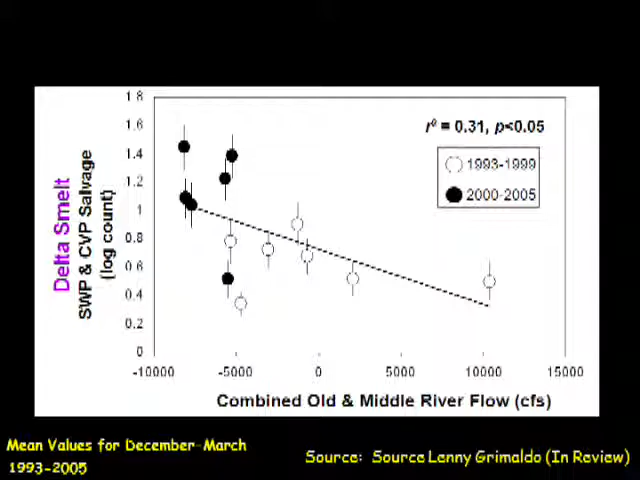 1.8
1.6
1.4
1.2
1
0.8
0.6
0.4
0.2
0
-10000 -5000 0 5000 10000 15000
r² = 0.31, p<0.05
1993-1999
2000-2005
Delta Smelt
SWP & CVP Salvage
(log count)
Combined Old & Middle River Flow (cfs)
Mean Values for December-March
1993-2005
Source: Source Lenny Grimaldo (In Review)